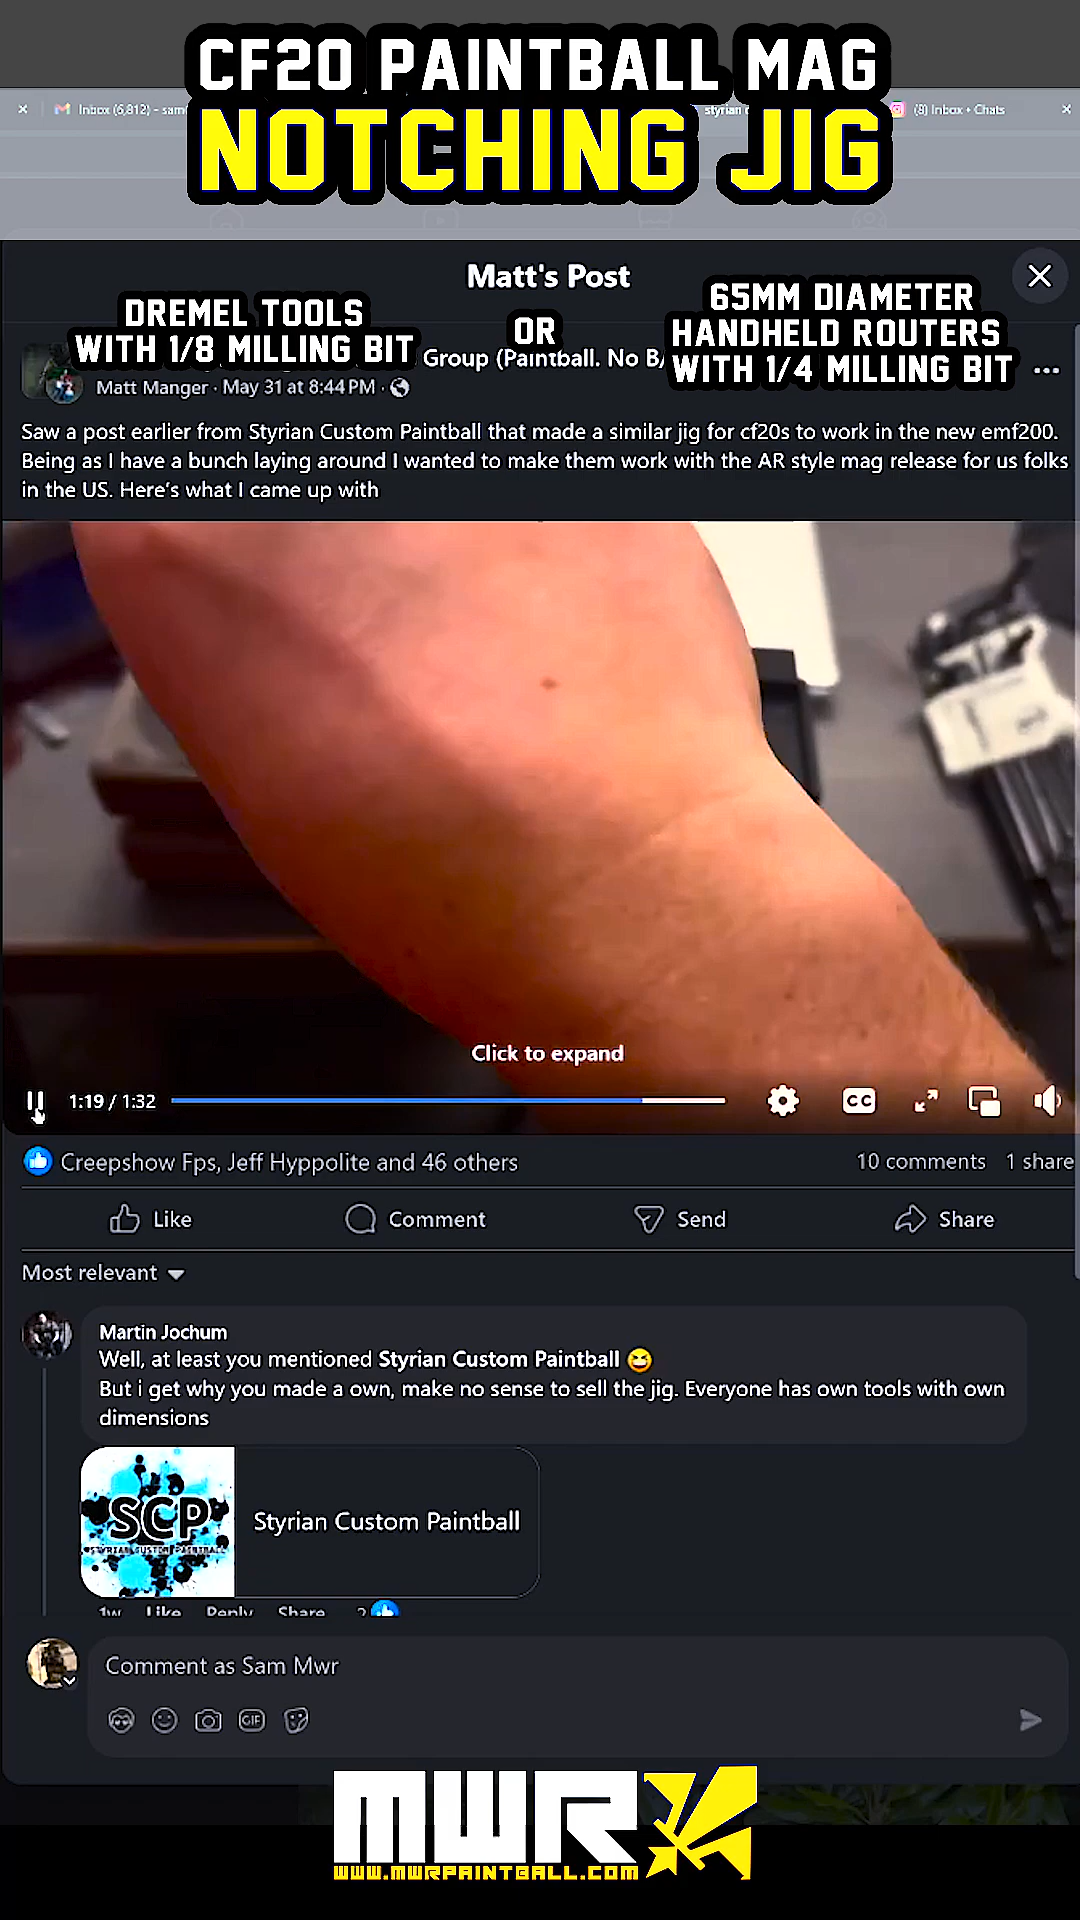 CF20 PAINTBALL MAG
NOTCHING JIG
Inbox (6,812) - sam
styrian
(8) Inbox • Chats
Matt's Post
DREMEL TOOLS
WITH 1/8 MILLING BIT
OR
65MM DIAMETER
HANDHELD ROUTERS
WITH 1/4 MILLING BIT
Group (Paintball. No B
Matt Manger · May 31 at 8:44 PM ·
Saw a post earlier from Styrian Custom Paintball that made a similar jig for cf20s to work in the new emf200.
Being as I have a bunch laying around I wanted to make them work with the AR style mag release for us folks
in the US. Here's what I came up with
Click to expand
1:19 / 1:32
CC
Creepshow Fps, Jeff Hyppolite and 46 others
10 comments 1 share
Like Comment Send Share
Most relevant
Martin Jochum
Well, at least you mentioned Styrian Custom Paintball 😆
But i get why you made a own, make no sense to sell the jig. Everyone has own tools with own
dimensions
SCP
STYRIAN CUSTOM PAINTBALL
Styrian Custom Paintball
1w Like Reply Share 2
Comment as Sam Mwr
GIF
MWR
WWW.MWRPAINTBALL.COM